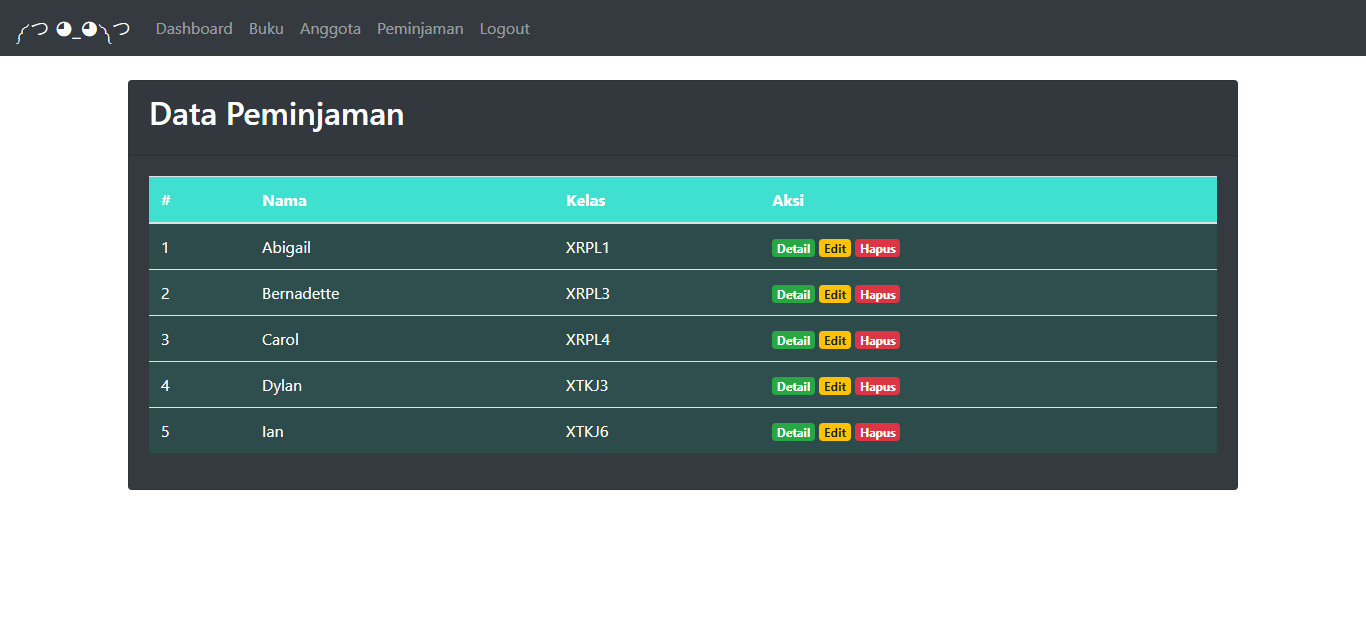 ༼ つ ◕_◕༽つ Dashboard Buku Anggota Peminjaman Logout
Data Peminjaman
# Nama Kelas Aksi
1 Abigail XRPL1 Detail Edit Hapus
2 Bernadette XRPL3 Detail Edit Hapus
3 Carol XRPL4 Detail Edit Hapus
4 Dylan XTKJ3 Detail Edit Hapus
5 Ian XTKJ6 Detail Edit Hapus